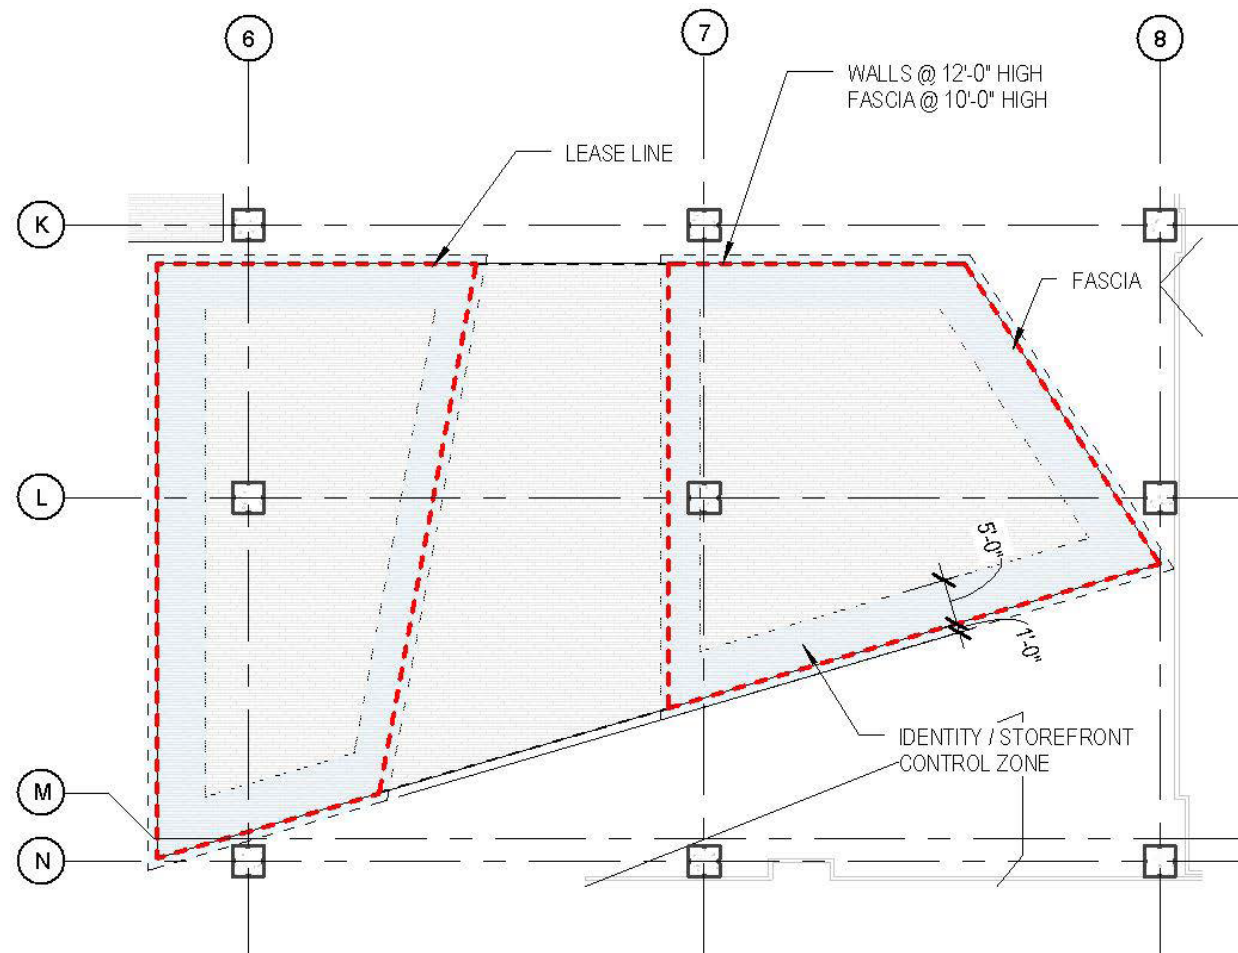 6
7
8
WALLS @ 12'-0" HIGH
FASCIA @ 10'-0" HIGH
LEASE LINE
K
FASCIA
L
5'-0"
1'-0"
IDENTITY / STOREFRONT
CONTROL ZONE
M
N